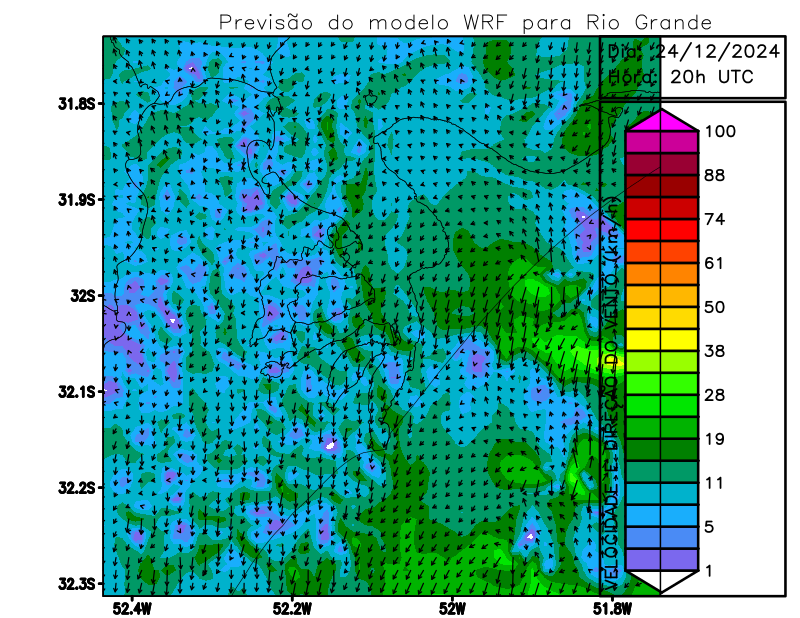 Previsão do modelo WRF para Rio Grande
Dia: 24/12/2024
Hora: 20h UTC
31.8S
31.9S
32S
32.1S
32.2S
32.3S
52.4W
52.2W
52W
51.8W
VELOCIDADE E DIREÇÃO DO VENTO (km/h)
100
88
74
61
50
38
28
19
11
5
1